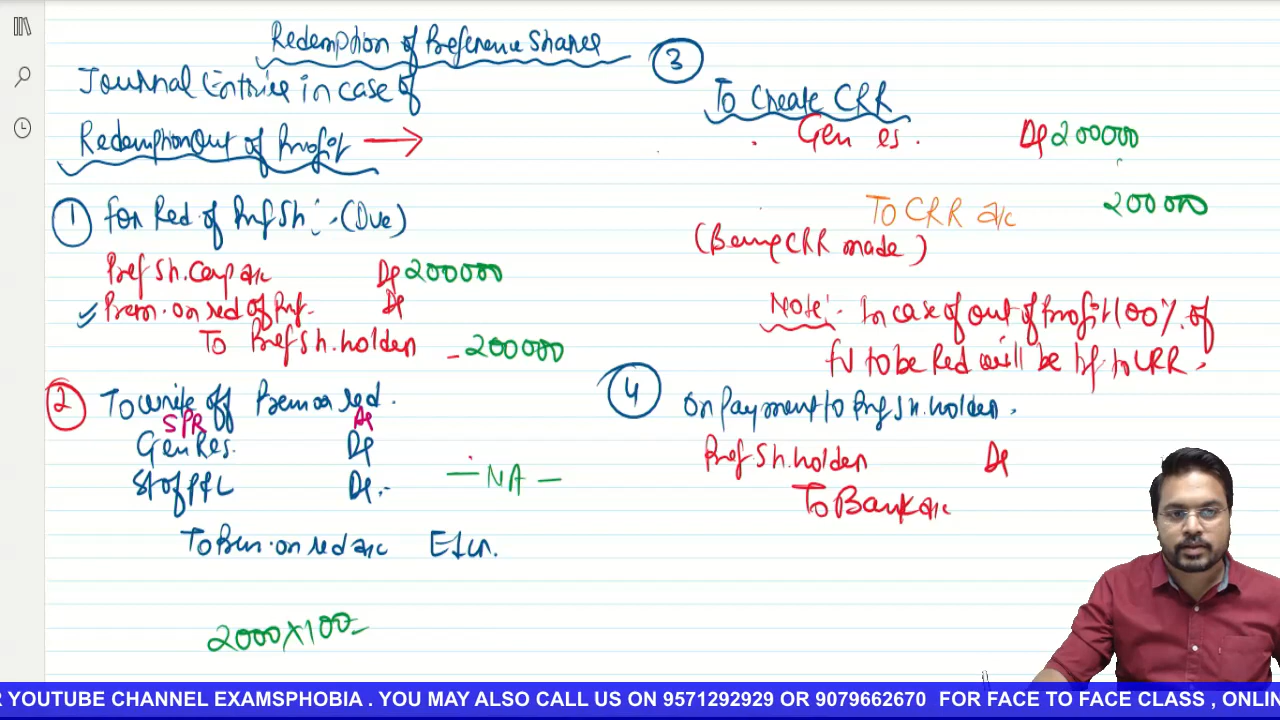 Redemption of Preference Shares
Journal Entries in case of
Redemption Out of Profit →
① for Red. of Pref Sh :- (Due)
Pref Sh. Cap a/c Dr 200000
✓ Prem. on red of Pref. Dr
To Pref Sh. holder - 200000
② To write off Prem on red.
SPR Dr
Gen Res. Dr
St of P&L Dr.-
— NA —
To Prem. on red a/c
2000×100=
③
To Create CRR
Gen es. Dr 200000
To CRR a/c 200000
(Being CRR made)
Note:- In case of out of Profit 100% of
fv to be Red will be tf to CRR.
④ on Payment to Pref Sh. holder.
Pref Sh. holder Dr
To Bank a/c
R YOUTUBE CHANNEL EXAMSPHOBIA . YOU MAY ALSO CALL US ON 9571292929 OR 9079662670 FOR FACE TO FACE CLASS , ONLIN